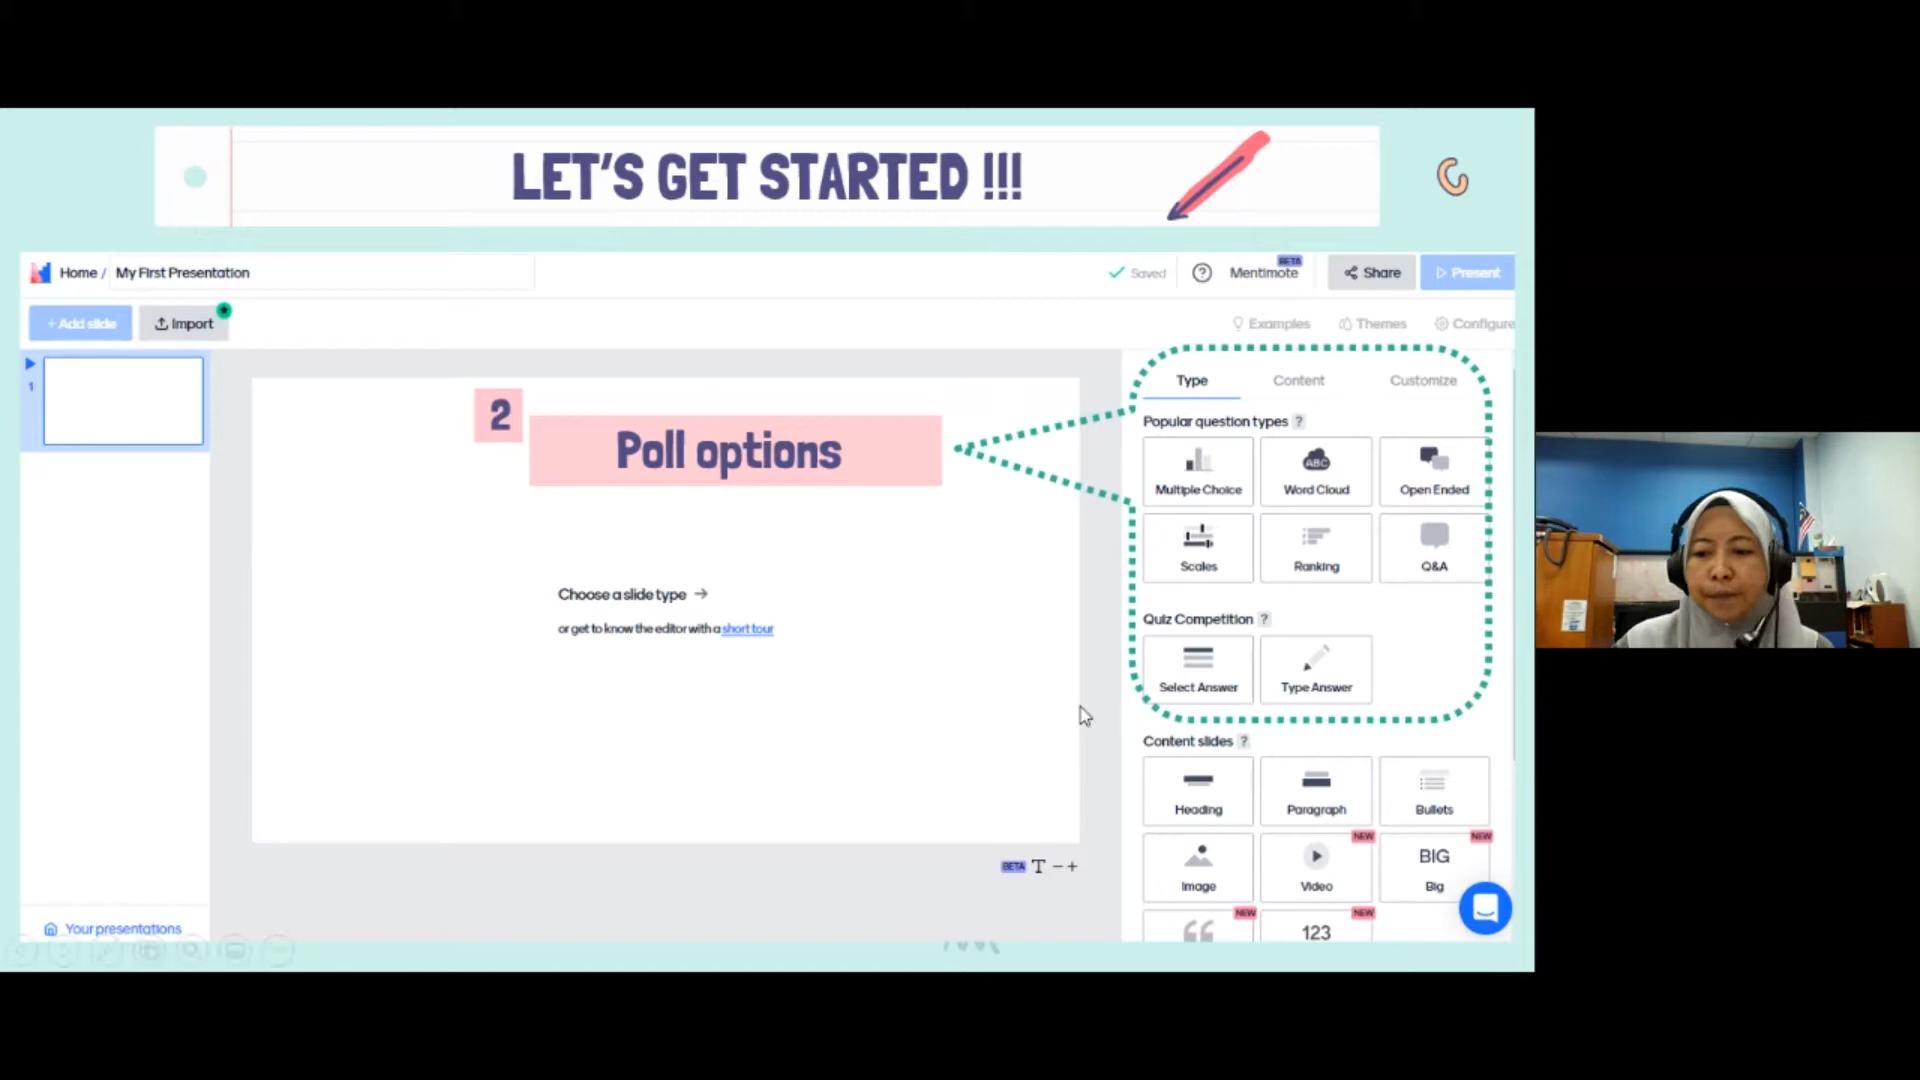 LET'S GET STARTED !!!
Home / My First Presentation
Saved
?
Mentimote
BETA
Share
Present
+ Add slide
Import
Examples
Themes
Configure
1
2
Poll options
Choose a slide type →
or get to know the editor with a short tour
BETA T − +
Type
Content
Customize
Popular question types ?
Multiple Choice
ABC
Word Cloud
Open Ended
Scales
Ranking
Q&A
Quiz Competition ?
Select Answer
Type Answer
Content slides ?
Heading
Paragraph
Bullets
Image
NEW
Video
NEW
BIG
Big
NEW
NEW
123
Your presentations